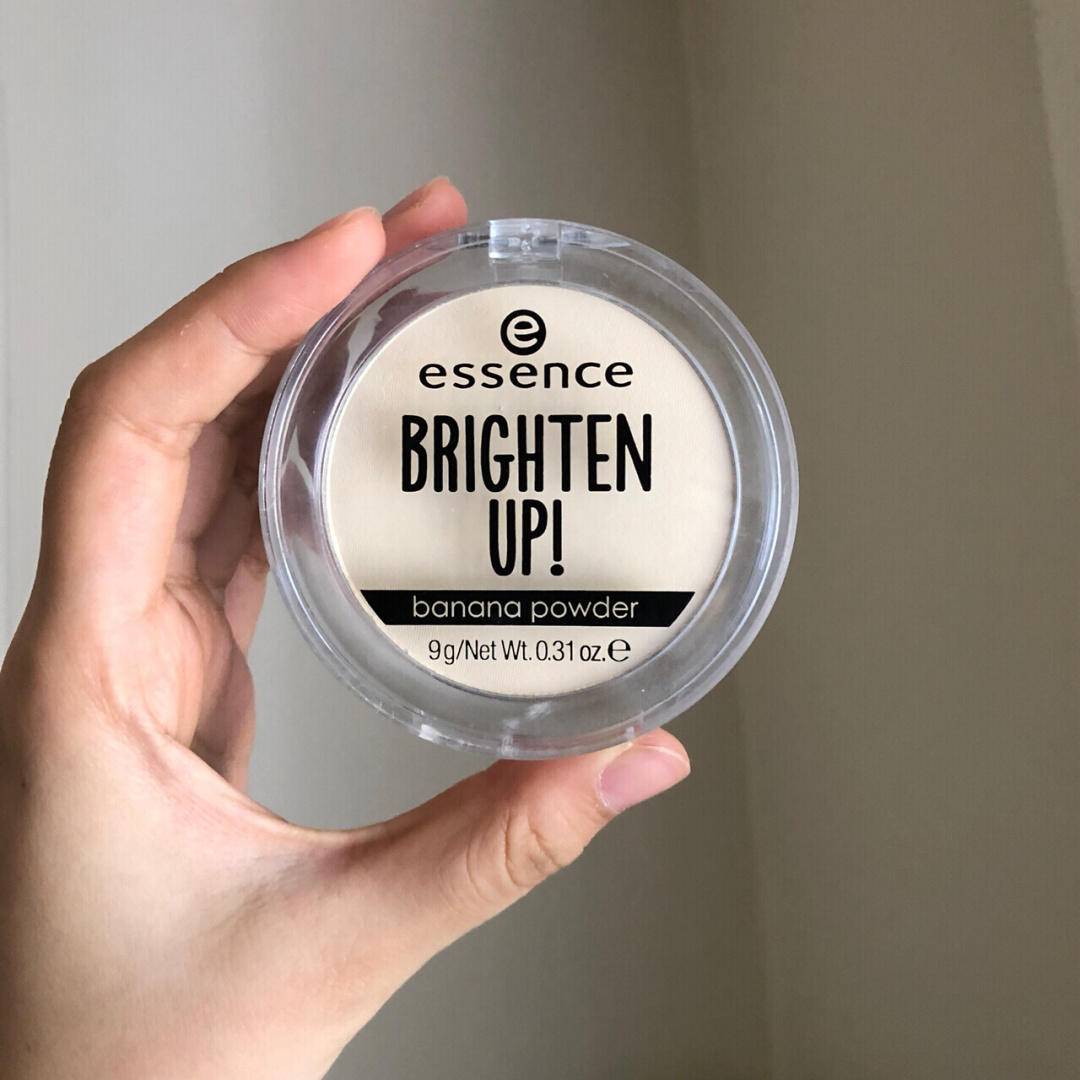 e
essence
BRIGHTEN
UP!
banana powder
9g/Net Wt. 0.31 oz. ℮